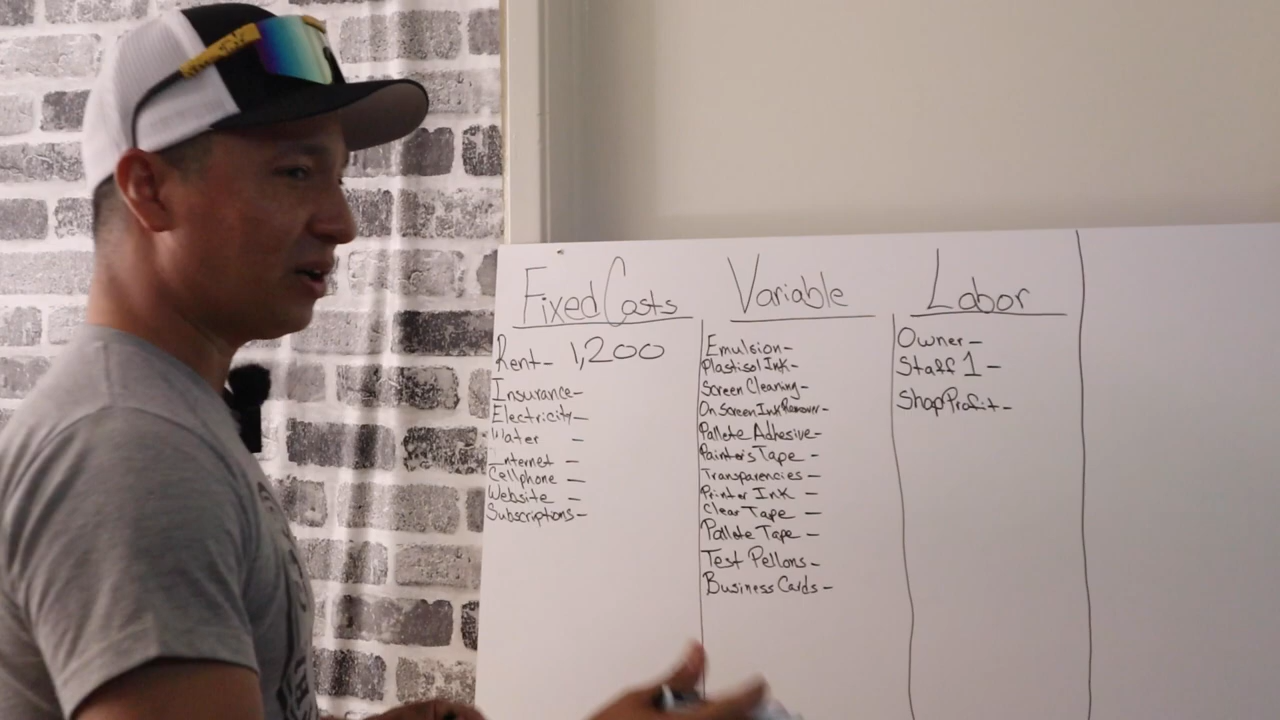 Fixed Costs
Rent- 1,200
Insurance-
Electricity-
Water -
Internet -
Cellphone -
Website -
Subscriptions-
Variable
Emulsion-
Plastisol Ink-
Screen Cleaning-
On Screen Ink Remover-
Pallete Adhesive-
Painter's Tape -
Transparencies -
Printer Ink -
Clear Tape -
Pallete Tape -
Test Pellons-
Business Cards-
Labor
Owner-
Staff 1 -
Shop Profit-